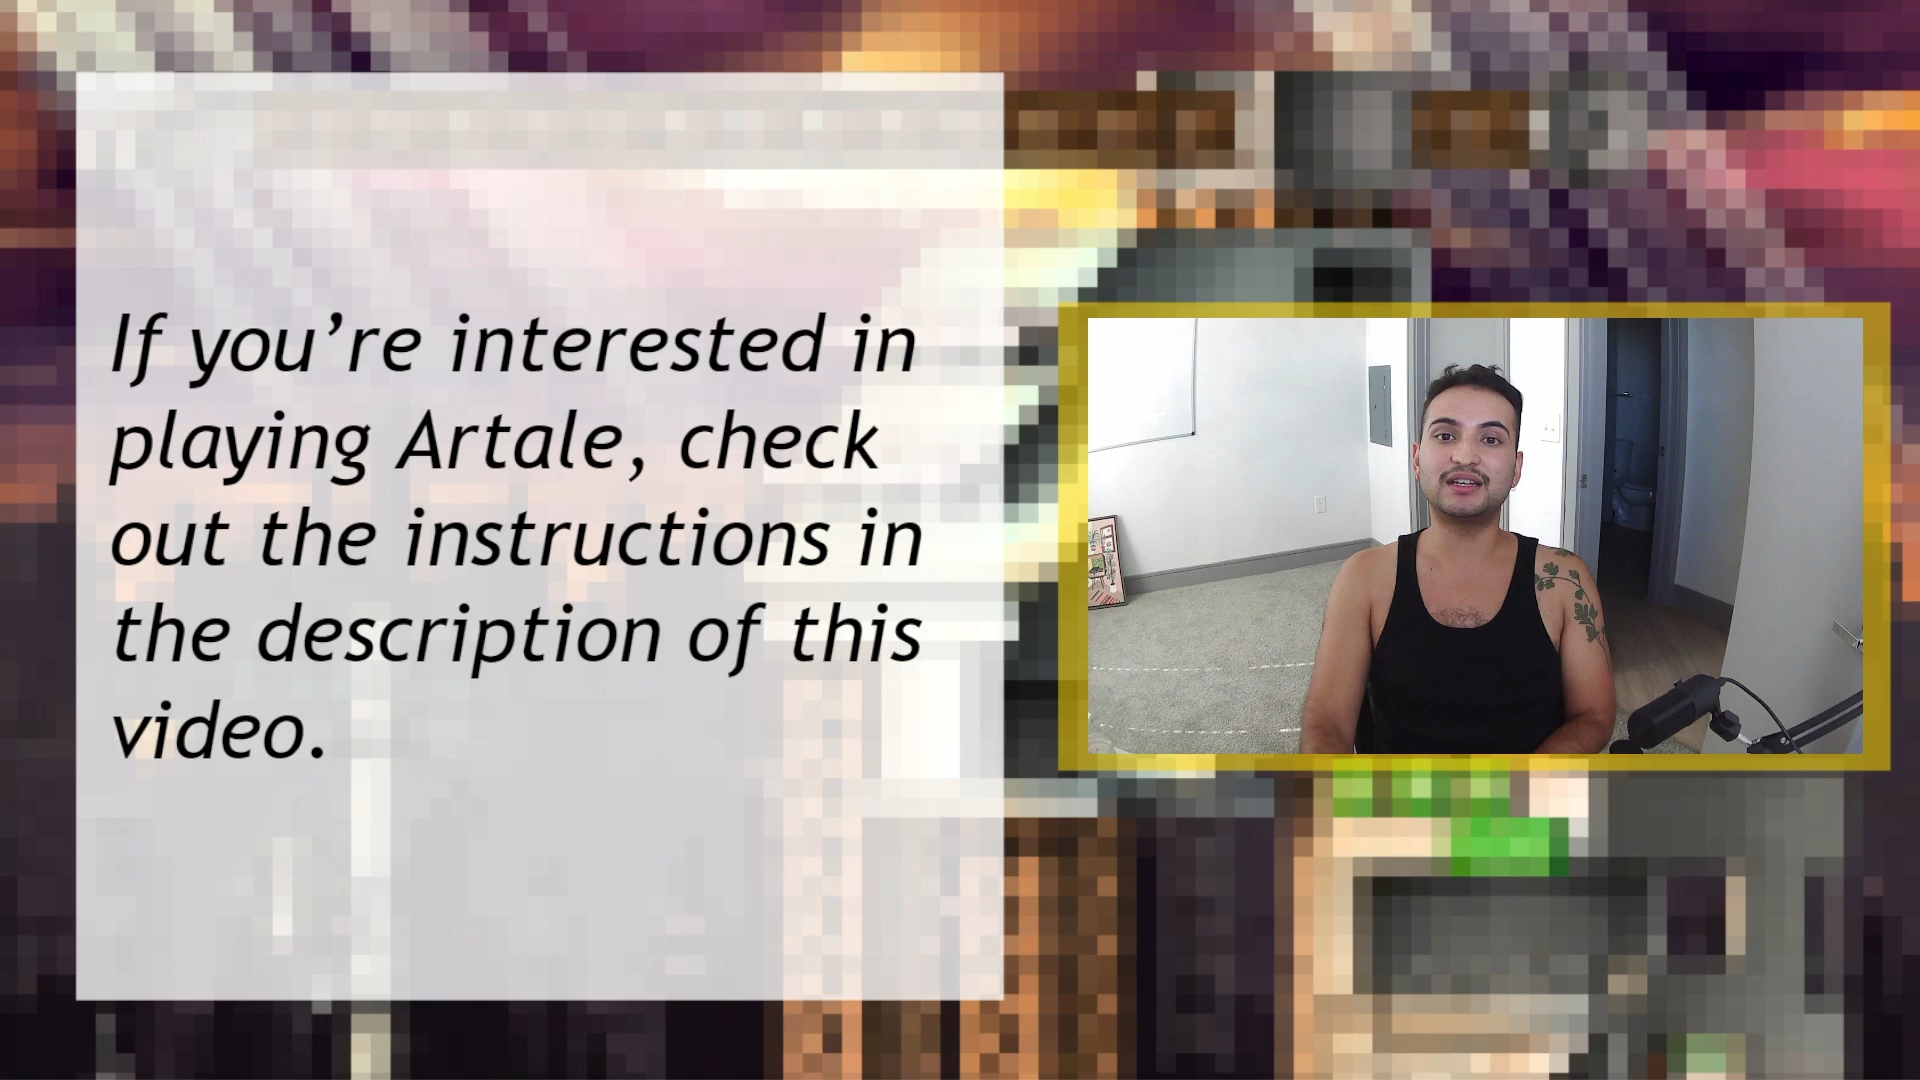 If you’re interested in
playing Artale, check
out the instructions in
the description of this
video.